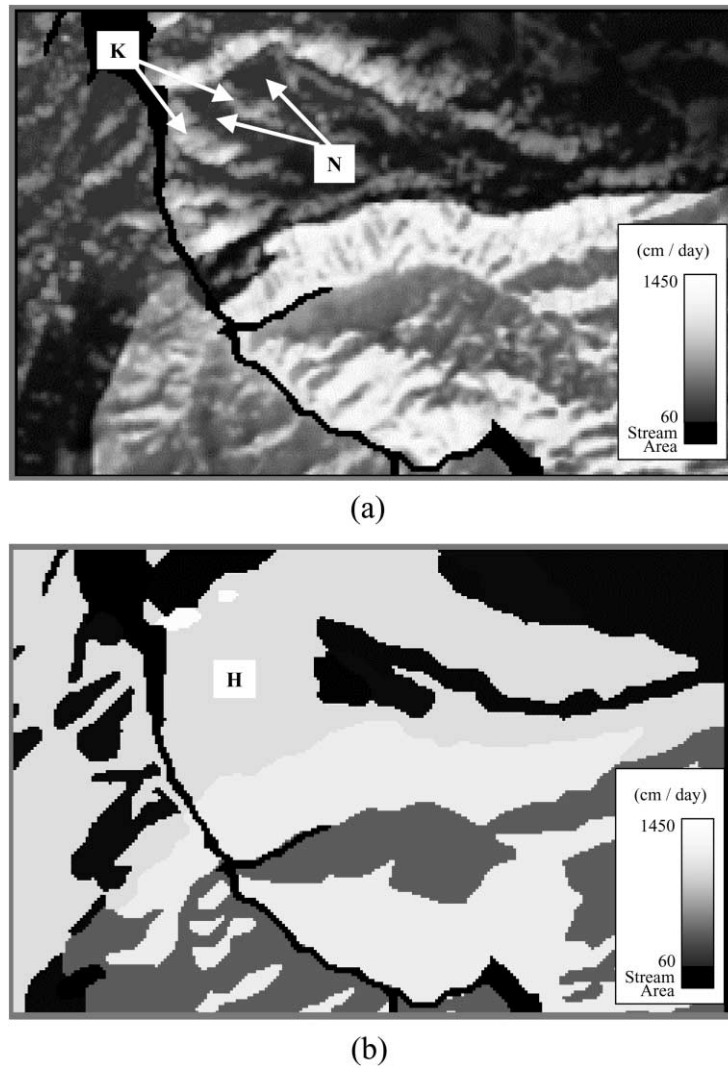 K
N
(cm / day)
1450
60
Stream
Area
(a)
H
(cm / day)
1450
60
Stream
Area
(b)